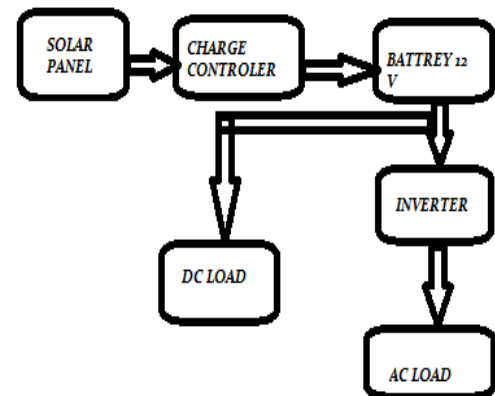 SOLAR
PANEL
CHARGE
CONTROLER
BATTREY 12
V
INVERTER
DC LOAD
AC LOAD